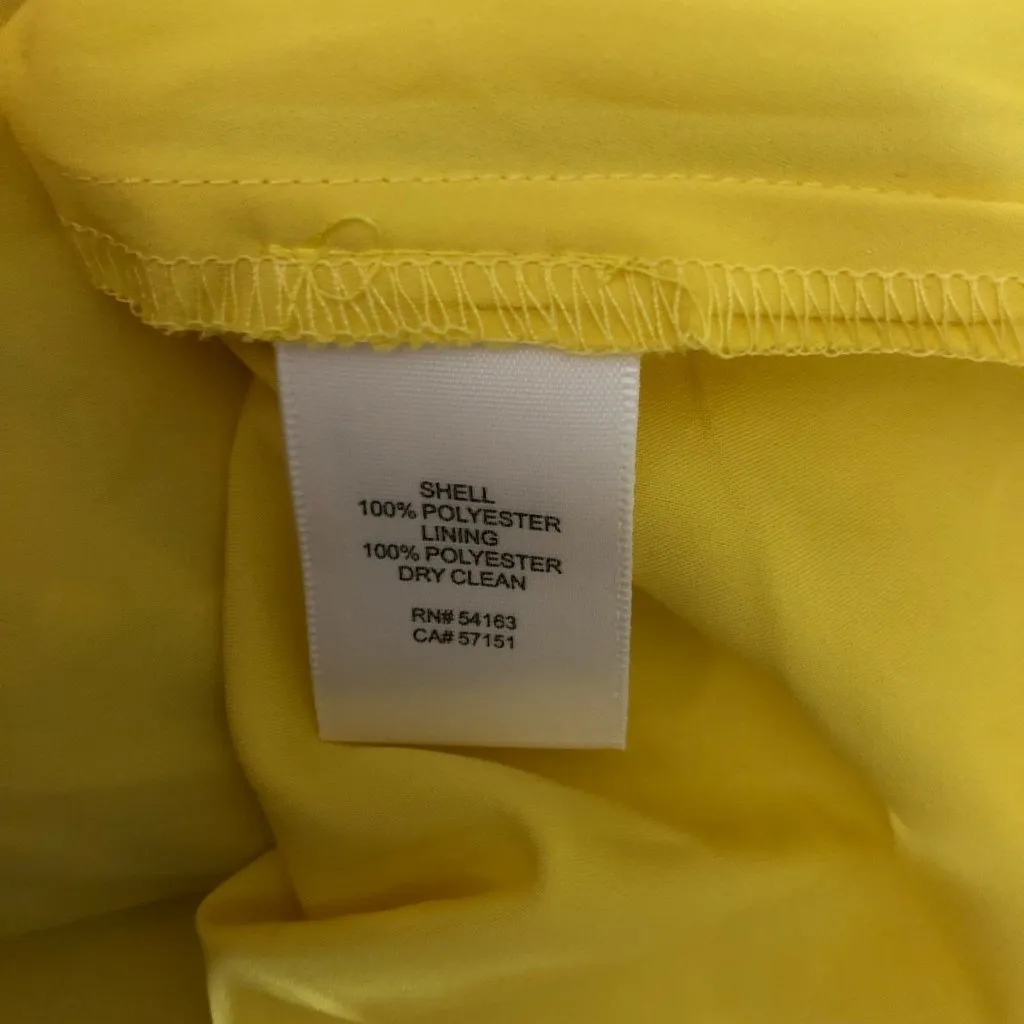 SHELL
100% POLYESTER
LINING
100% POLYESTER
DRY CLEAN
RN# 54163
CA# 57151